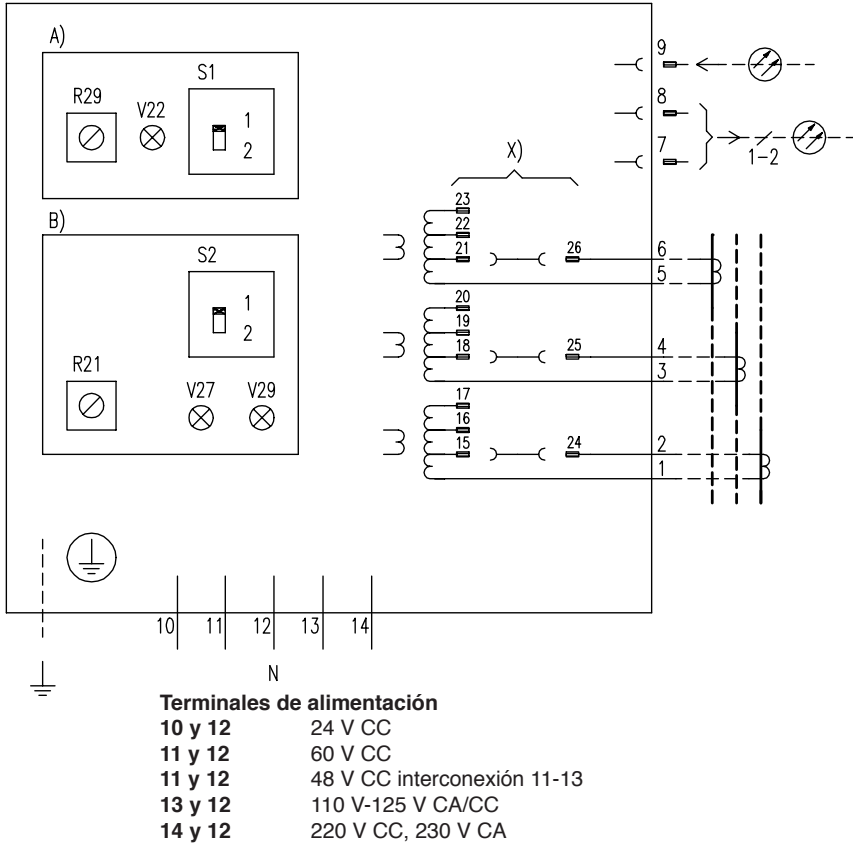 A)
S1
R29
V22
1
2
B)
S2
1
2
R21
V27
V29
X)
23
22
21
26
20
19
18
25
17
16
15
24
9
8
7
1-2
6
5
4
3
2
1
10
11
12
13
14
N
Terminales de alimentación
10 y 12 24 V CC
11 y 12 60 V CC
11 y 12 48 V CC interconexión 11-13
13 y 12 110 V-125 V CA/CC
14 y 12 220 V CC, 230 V CA